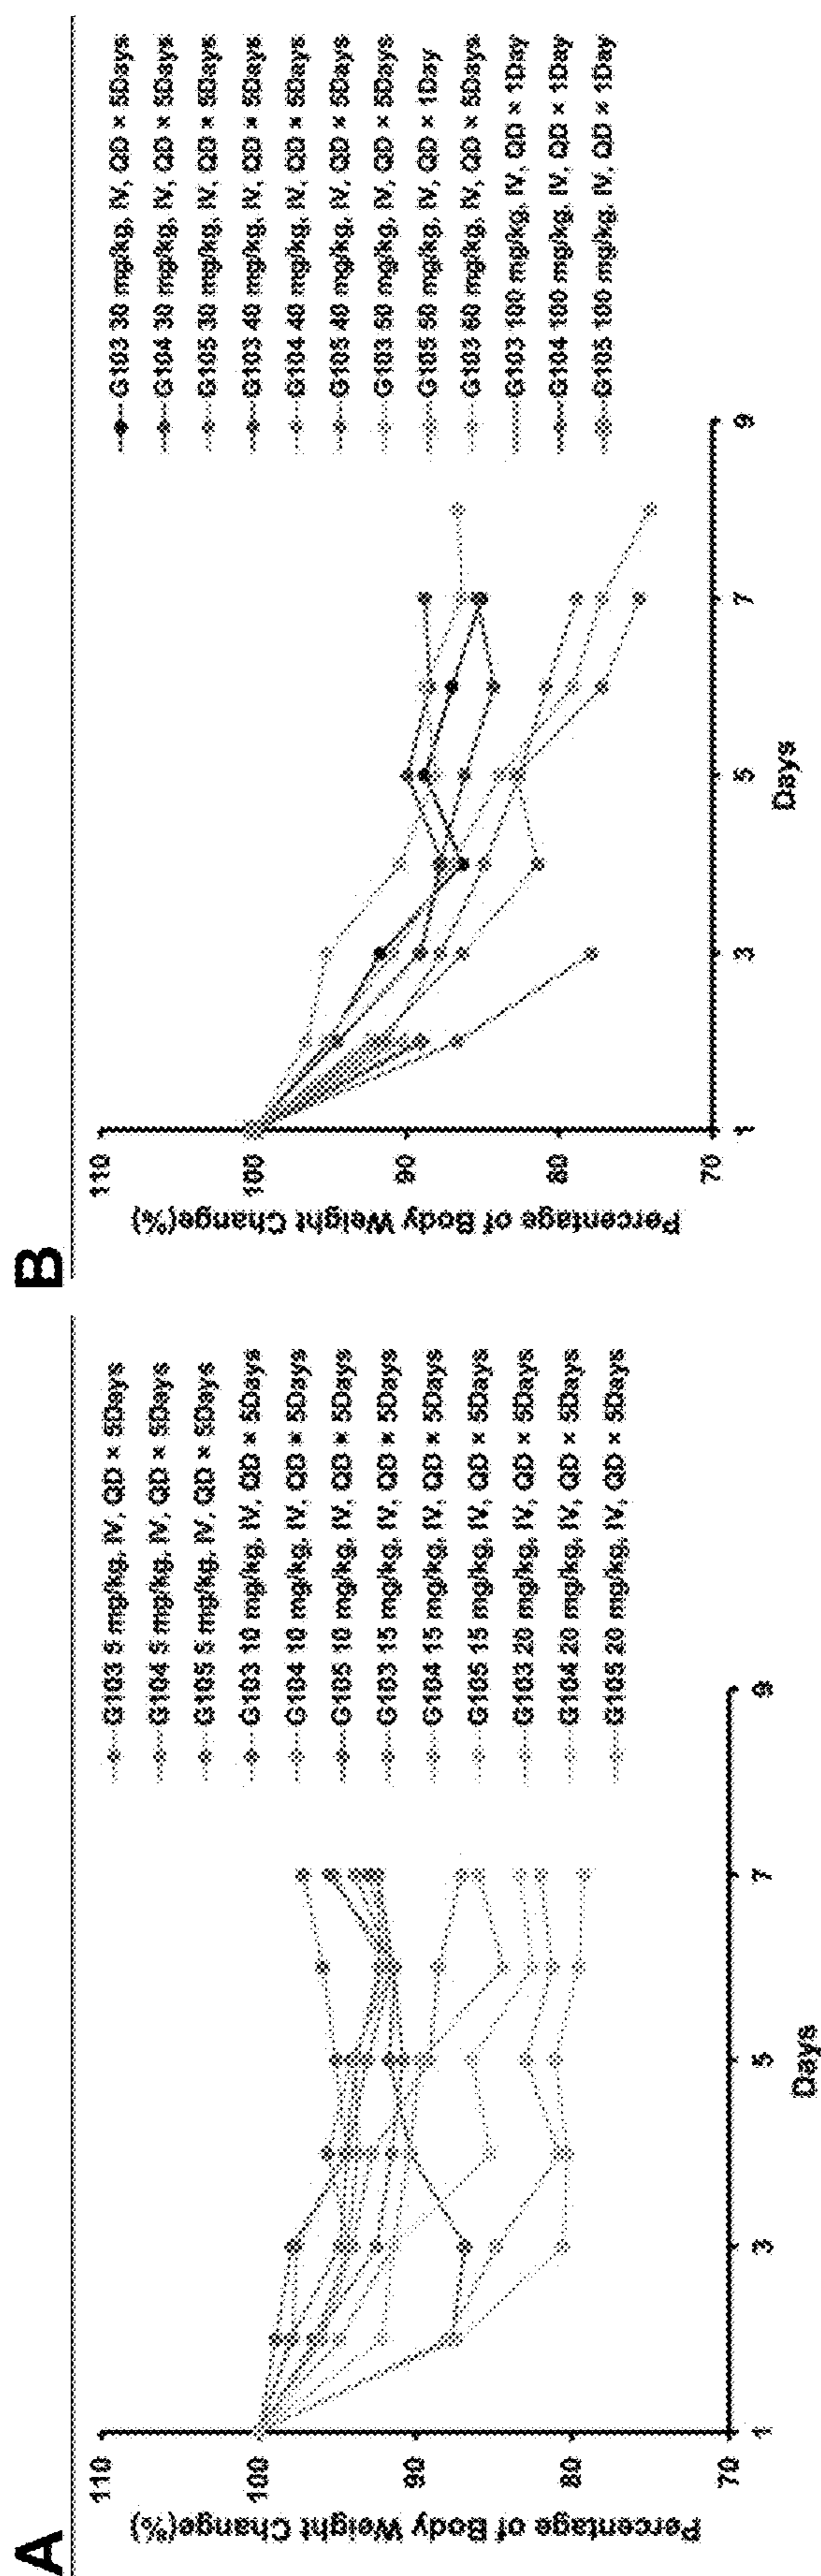 A
Percentage of Body Weight Change(%)
110
100
90
80
70
1
3
5
7
9
Days
G103 5 mg/kg, IV, QD × 5Days
G104 5 mg/kg, IV, QD × 5Days
G105 5 mg/kg, IV, QD × 5Days
G103 10 mg/kg, IV, QD × 5Days
G104 10 mg/kg, IV, QD × 5Days
G105 10 mg/kg, IV, QD × 5Days
G103 15 mg/kg, IV, QD × 5Days
G104 15 mg/kg, IV, QD × 5Days
G105 15 mg/kg, IV, QD × 5Days
G103 20 mg/kg, IV, QD × 5Days
G104 20 mg/kg, IV, QD × 5Days
G105 20 mg/kg, IV, QD × 5Days
B
Percentage of Body Weight Change(%)
110
100
90
80
70
1
3
5
7
9
Days
G103 30 mg/kg, IV, QD × 5Days
G104 30 mg/kg, IV, QD × 5Days
G105 30 mg/kg, IV, QD × 5Days
G103 40 mg/kg, IV, QD × 5Days
G104 40 mg/kg, IV, QD × 5Days
G105 40 mg/kg, IV, QD × 5Days
G103 mg/kg, IV, QD × 5Days
G105 mg/kg, IV, QD × 1Day
G103 mg/kg, IV, QD × 5Days
G103 100 mg/kg, IV, QD × 1Day
G104 100 mg/kg, IV, QD × 1Day
G105 100 mg/kg, IV, QD × 1Day